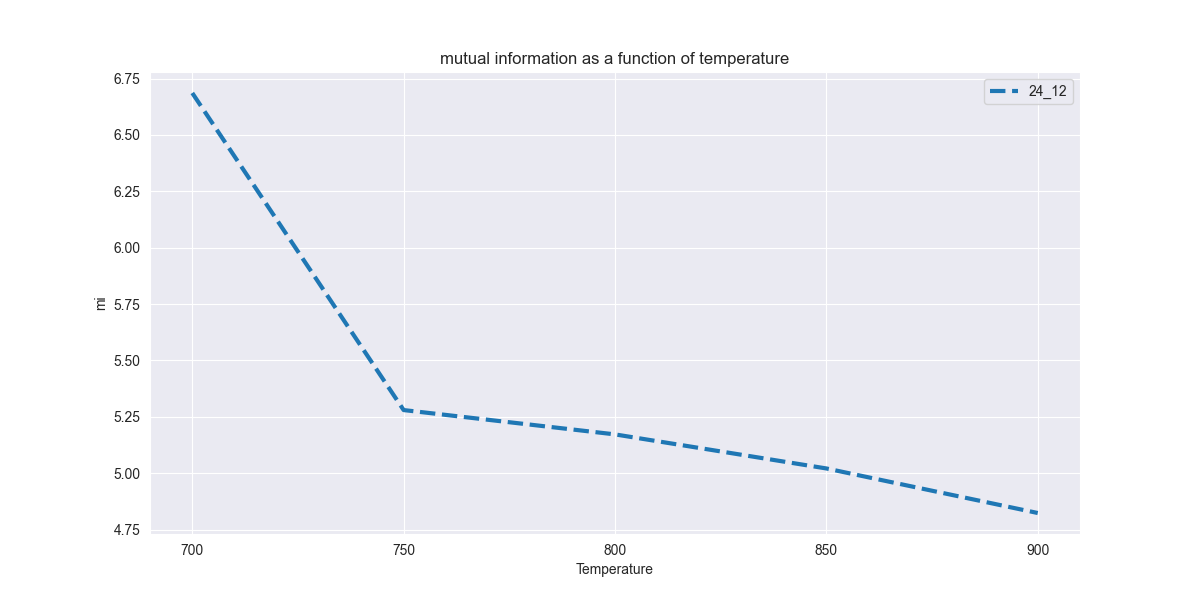 mutual information as a function of temperature
24_12
mi
6.75
6.50
6.25
6.00
5.75
5.50
5.25
5.00
4.75
700 750 800 850 900
Temperature